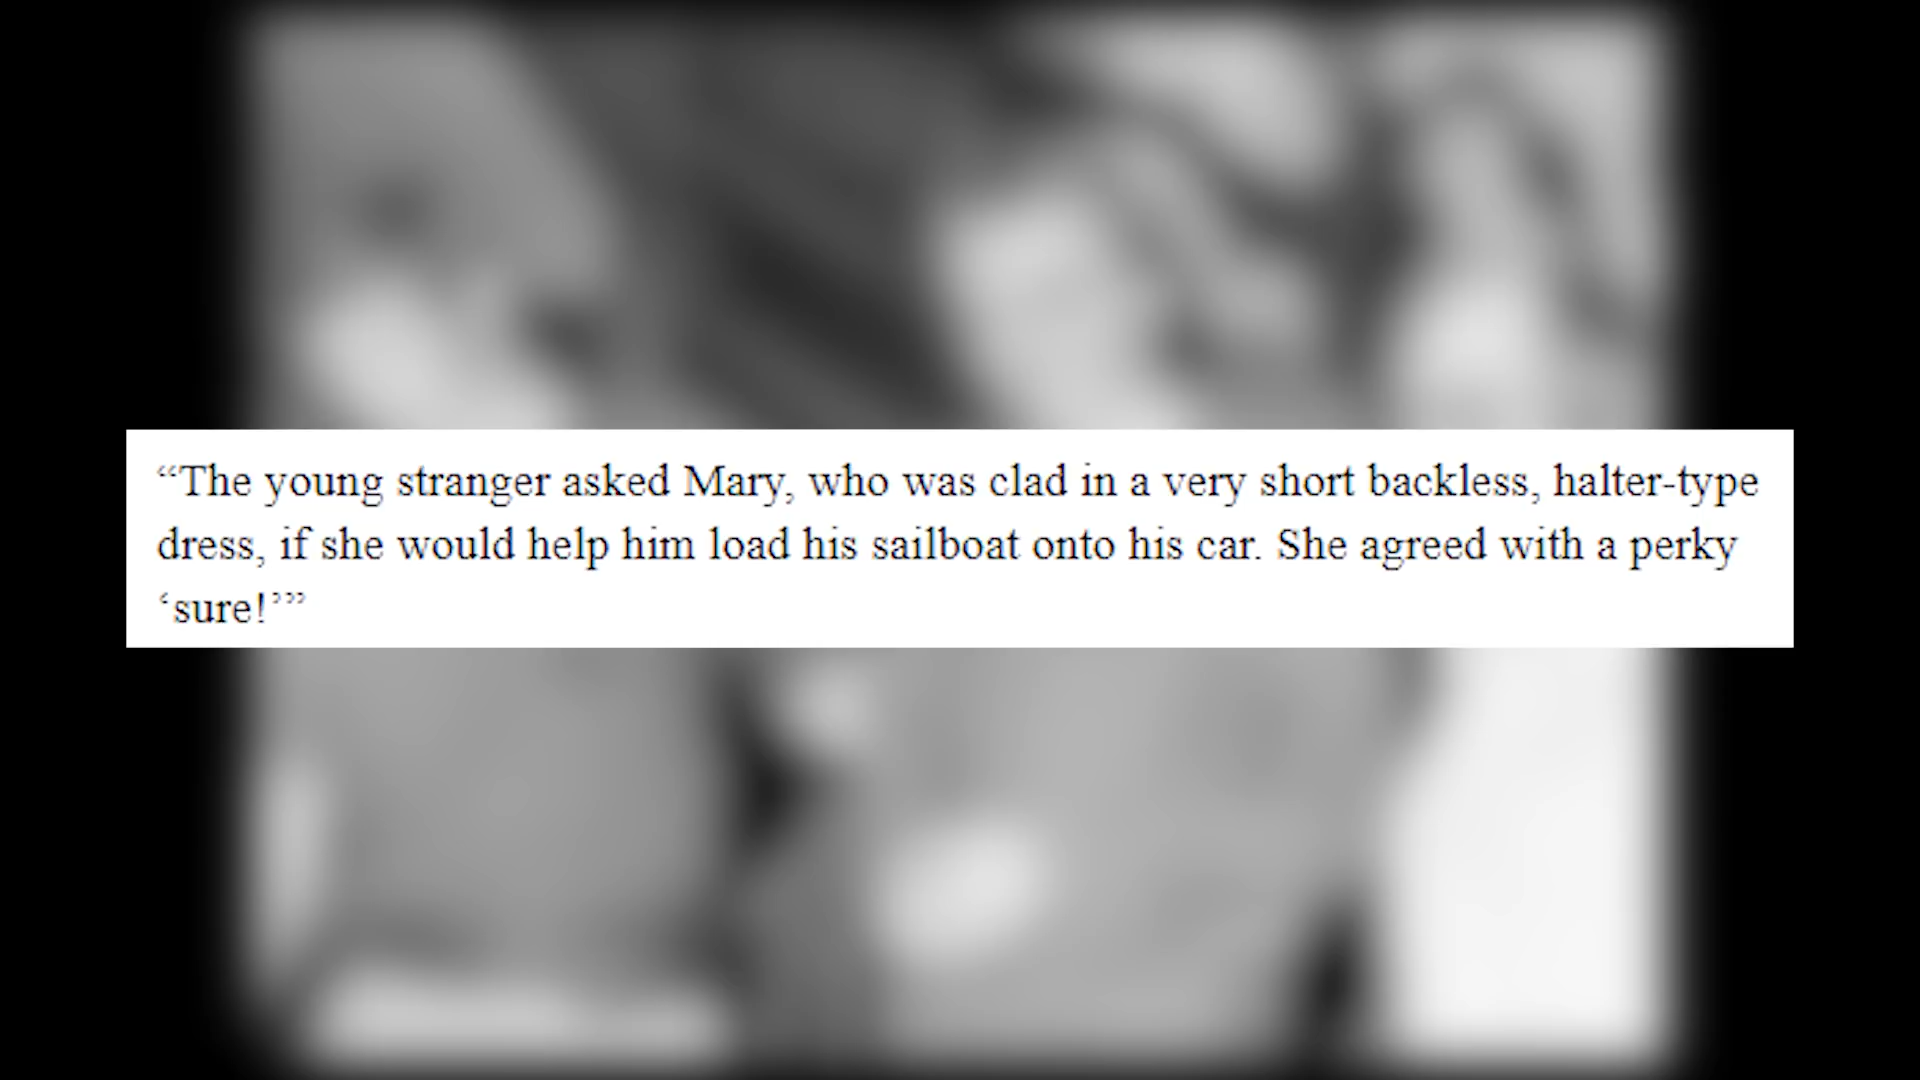 “The young stranger asked Mary, who was clad in a very short backless, halter-type
dress, if she would help him load his sailboat onto his car. She agreed with a perky
‘sure!’”